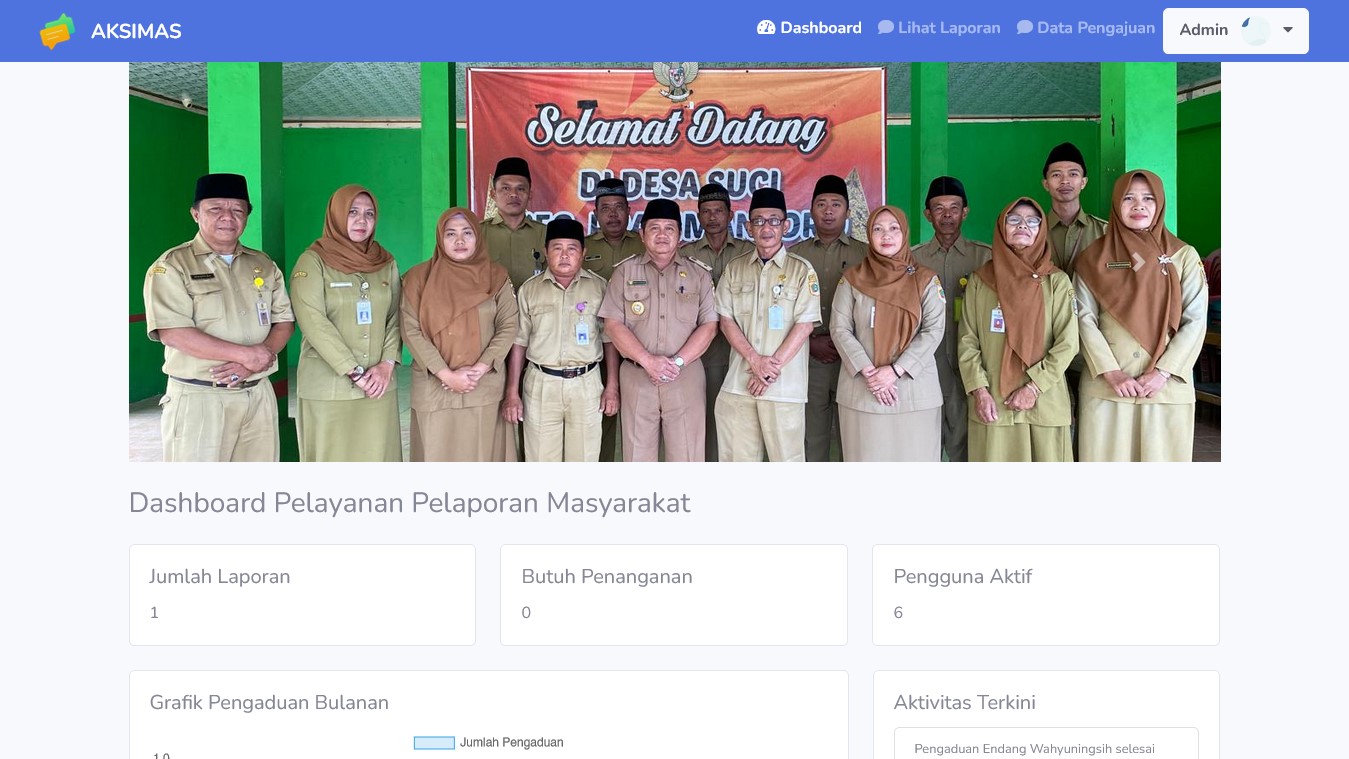 AKSIMAS
Dashboard
Lihat Laporan
Data Pengajuan
Admin
Selamat Datang
DI DESA SUGI
Dashboard Pelayanan Pelaporan Masyarakat
Jumlah Laporan
1
Butuh Penanganan
0
Pengguna Aktif
6
Grafik Pengaduan Bulanan
Jumlah Pengaduan
1.0
Aktivitas Terkini
Pengaduan Endang Wahyuningsih selesai